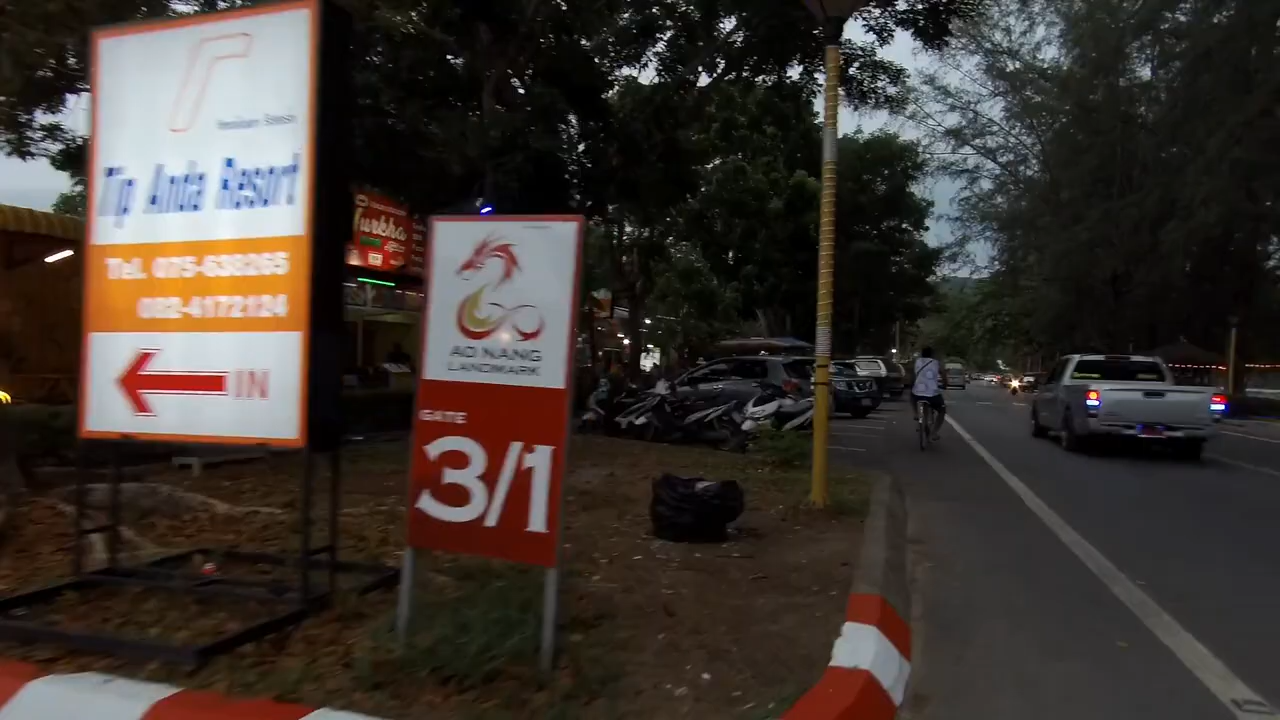 Tip Anda Resort
Tel. 075-638265
082-4172124
IN
AO NANG
LANDMARK
GATE
3/1